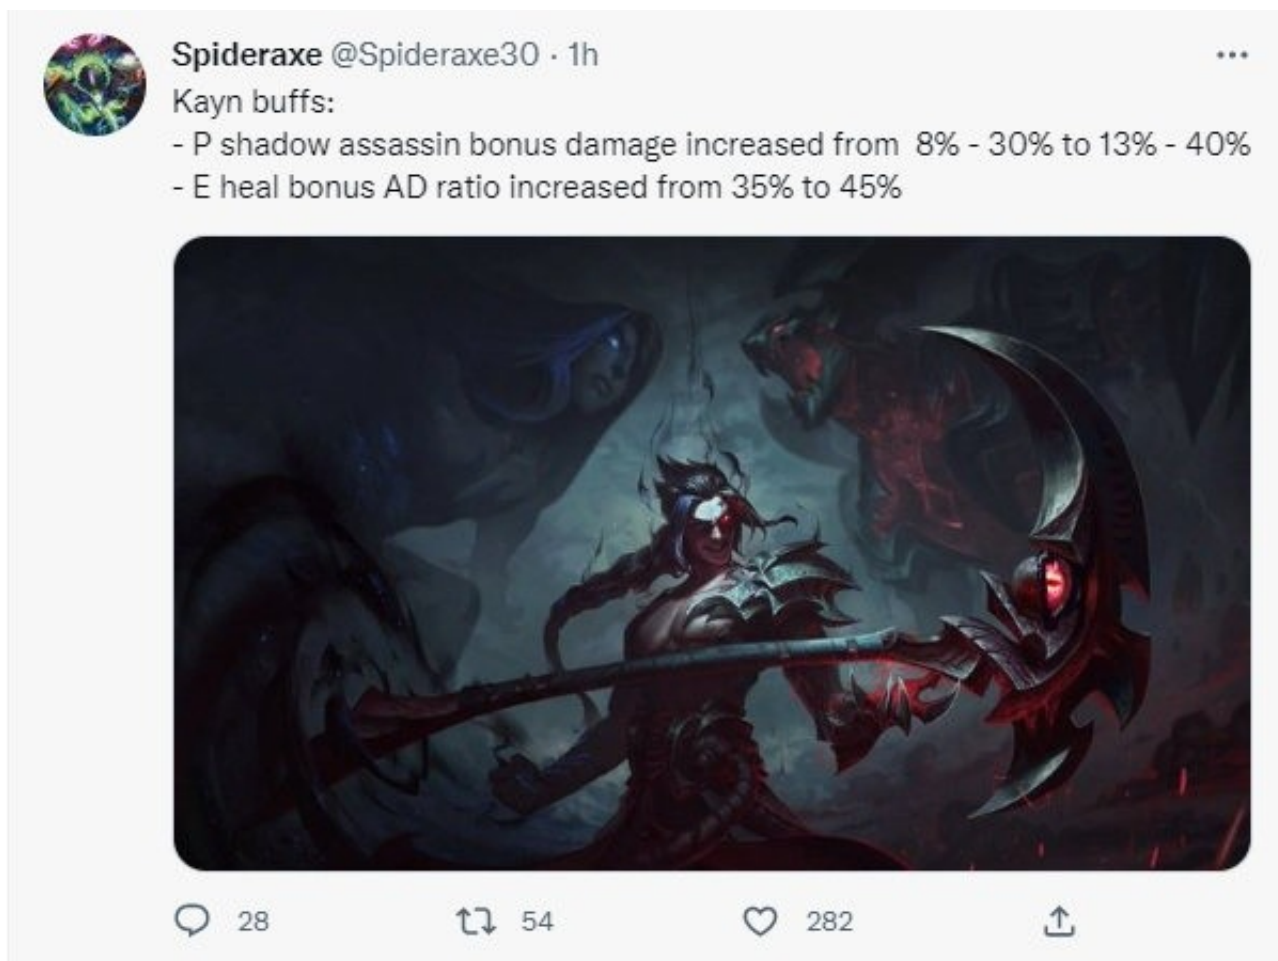 Spideraxe @Spideraxe30 · 1h
Kayn buffs:
- P shadow assassin bonus damage increased from  8% - 30% to 13% - 40%
- E heal bonus AD ratio increased from 35% to 45%
28 54 282